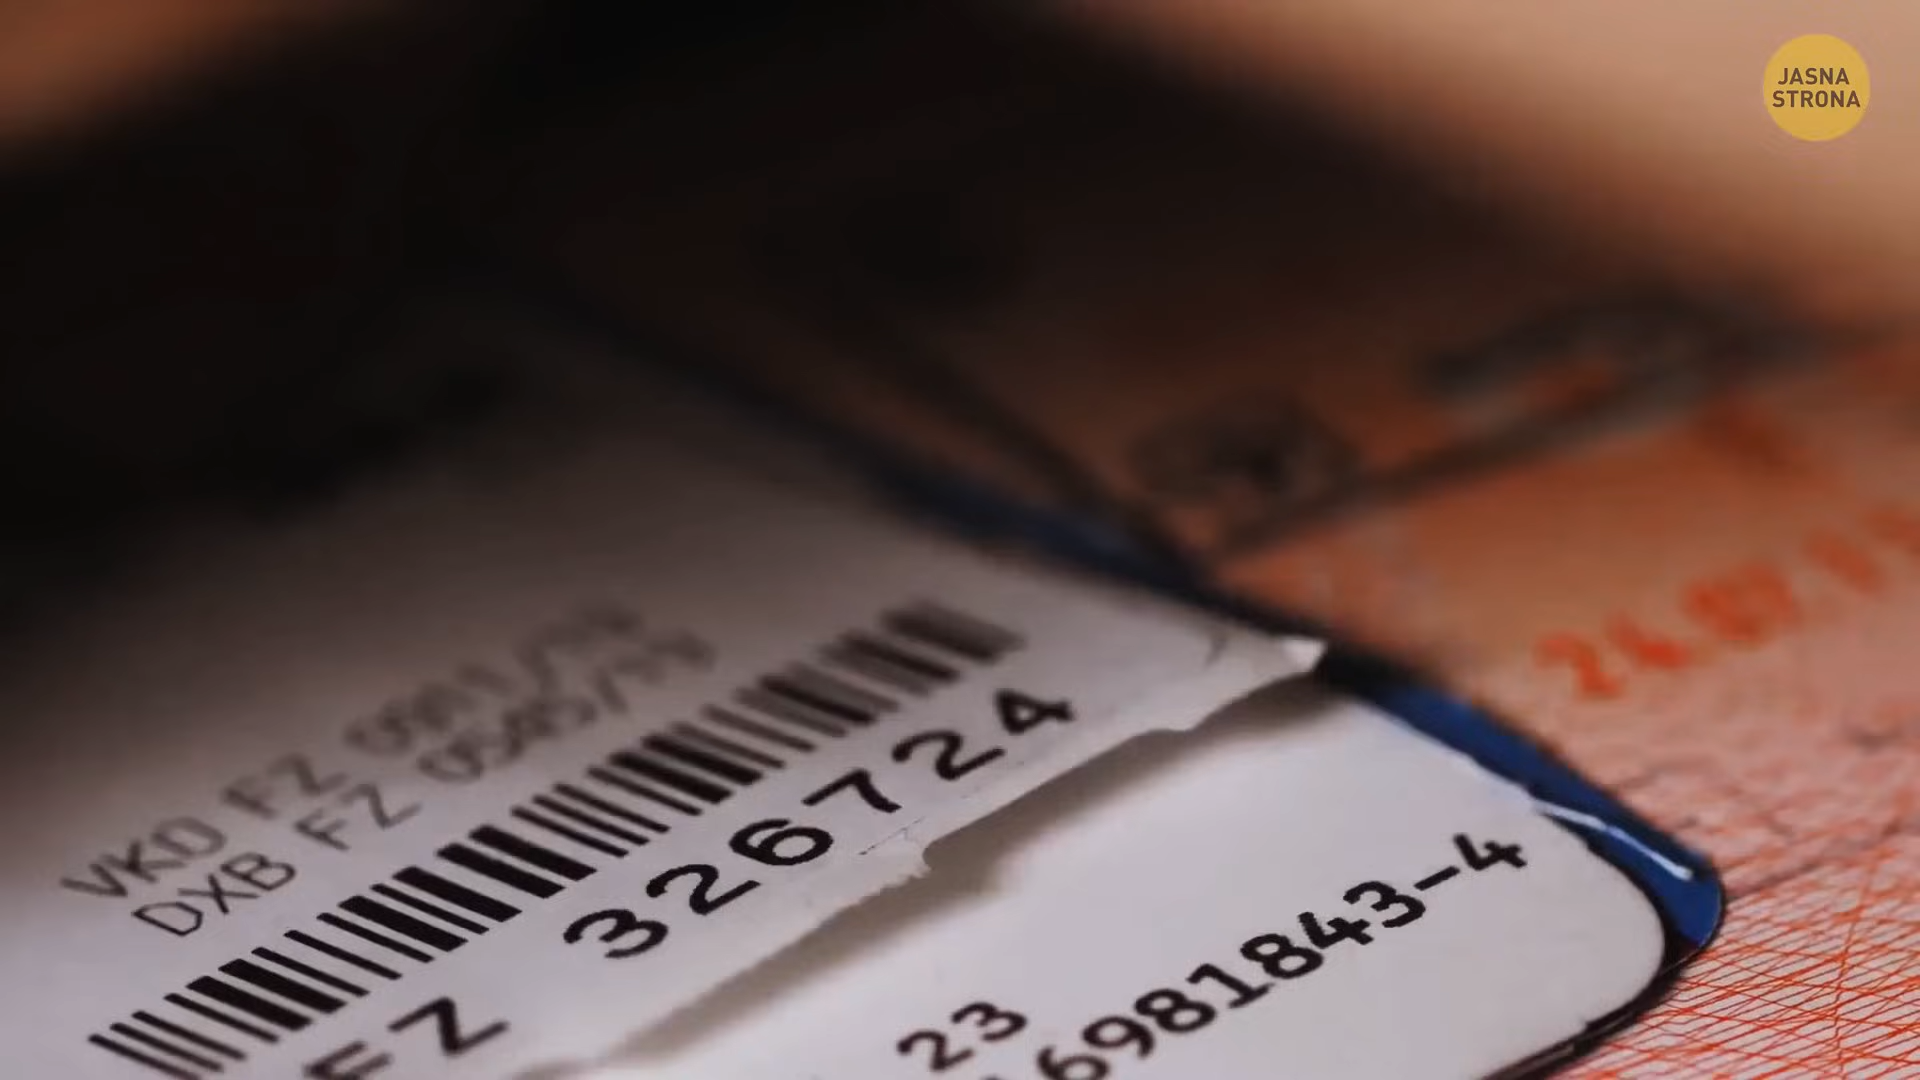 JASNA
STRONA
VKO FZ
DXB FZ
326724
FZ
23
6981843-4